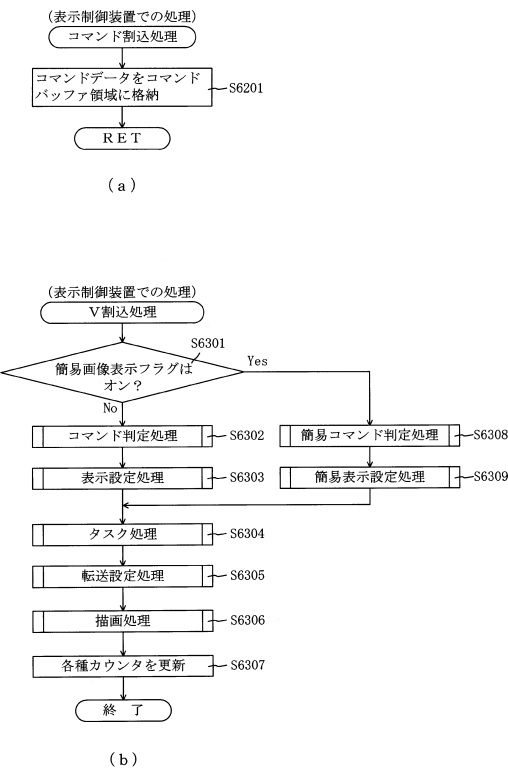 (表示制御装置での処理)
コマンド割込処理
コマンドデータをコマンド
バッファ領域に格納
S6201
RET
(a)
(表示制御装置での処理)
V割込処理
S6301
簡易画像表示フラグは
オン?
Yes
No
コマンド判定処理
S6302
簡易コマンド判定処理
S6308
表示設定処理
S6303
簡易表示設定処理
S6309
タスク処理
S6304
転送設定処理
S6305
描画処理
S6306
各種カウンタを更新
S6307
終 了
(b)